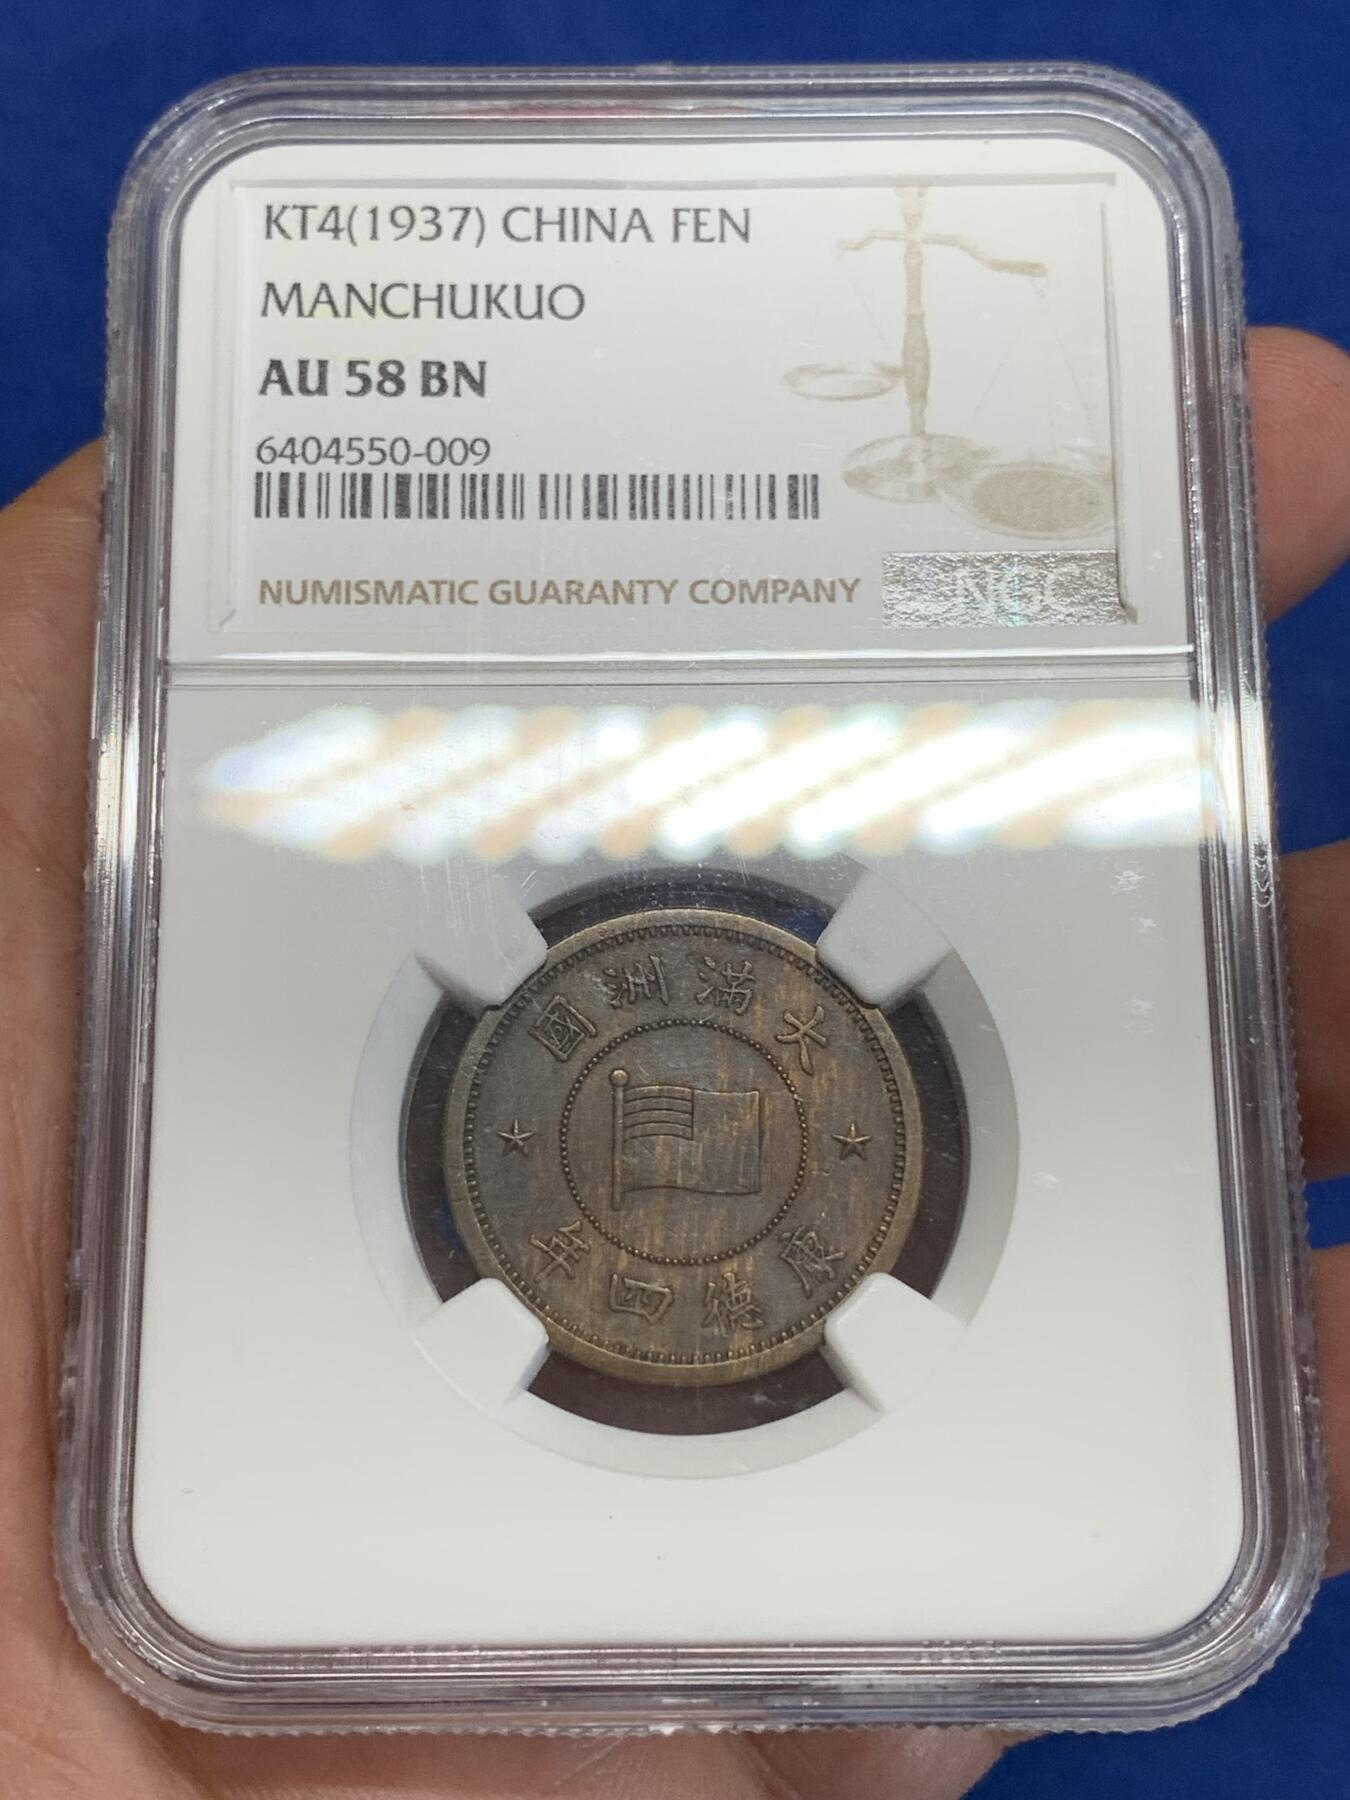 KT4(1937) CHINA FEN
MANCHUKUO
AU 58 BN
6404550-009
NUMISMATIC GUARANTY COMPANY
NGC
大滿洲國
康德四年